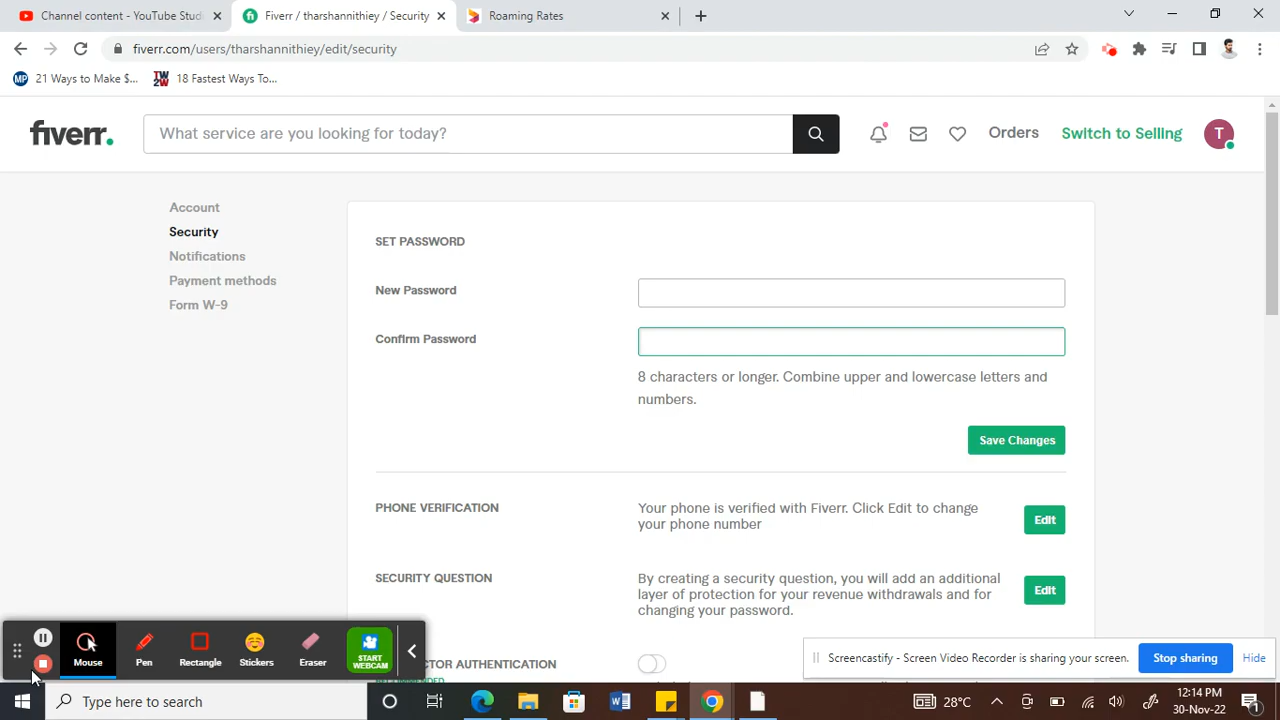 Channel content - YouTube Studi
Fiverr / tharshannithiey / Security
Roaming Rates
fiverr.com/users/tharshannithiey/edit/security
MP 21 Ways to Make $...
TW 2W 18 Fastest Ways To...
fiverr.
What service are you looking for today?
Orders
Switch to Selling
T
Account
Security
Notifications
Payment methods
Form W-9
SET PASSWORD
New Password
Confirm Password
8 characters or longer. Combine upper and lowercase letters and
numbers.
Save Changes
PHONE VERIFICATION
Your phone is verified with Fiverr. Click Edit to change
your phone number
Edit
SECURITY QUESTION
By creating a security question, you will add an additional
layer of protection for your revenue withdrawals and for
changing your password.
Edit
CTOR AUTHENTICATION
Mouse
Pen
Rectangle
Stickers
Eraser
START
WEBCAM
Screencastify - Screen Video Recorder is sharing your screen.
Stop sharing
Hide
Type here to search
28°C
12:14 PM
30-Nov-22
1